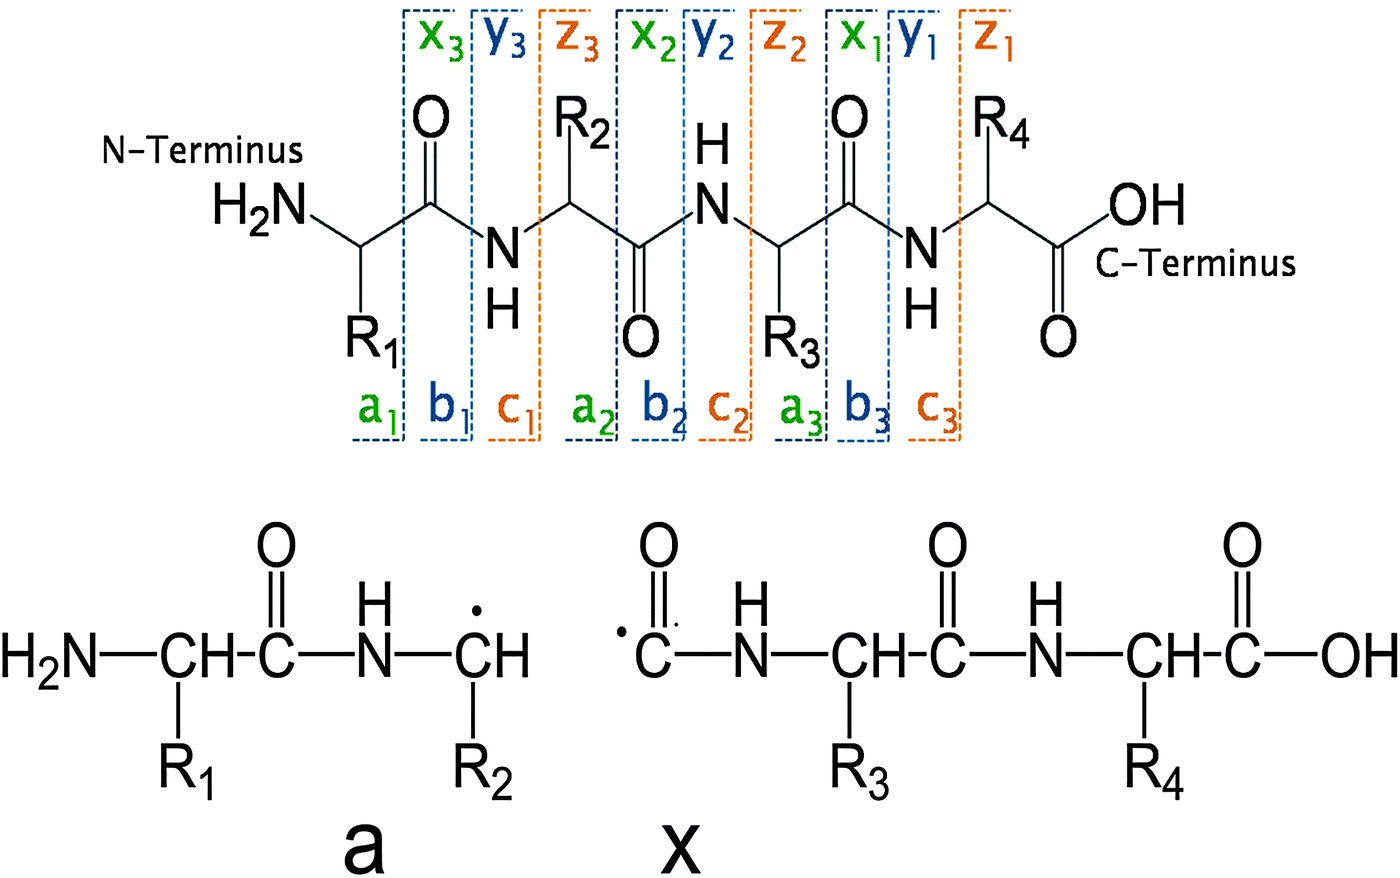 x3 y3 z3 x2 y2 z2 x1 y1 z1
O R2 H O R4
N-Terminus
H2N N OH
N N C-Terminus
H H
R1 O R3 O
a1 b1 c1 a2 b2 c2 a3 b3 c3
O O O O
H H H
H2N CH C N CH C N CH C N CH C OH
R1 R2 R3 R4
a x